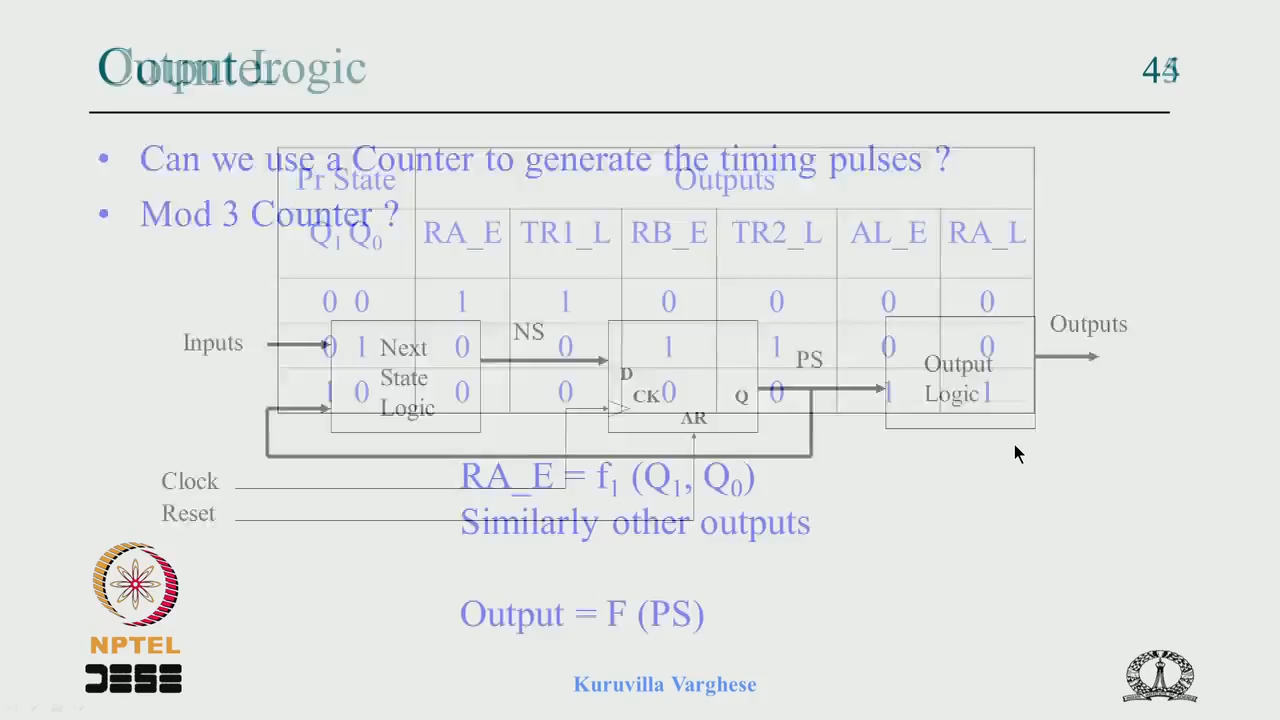 Counter
Output Logic
44
45
• Can we use a Counter to generate the timing pulses ?
• Mod 3 Counter ?
Pr State Outputs
Q1 Q0 RA_E TR1_L RB_E TR2_L AL_E RA_L
0 0 1 1 0 0 0 0
0 1 0 0 1 1 0 0
1 0 0 0 0 0 1 1
Inputs
Next
State
Logic
NS
D
CK
AR
Q
PS
Output
Logic
Outputs
Clock
Reset
RA_E = f1 (Q1, Q0)
Similarly other outputs
Output = F (PS)
NPTEL
DESE
Kuruvilla Varghese